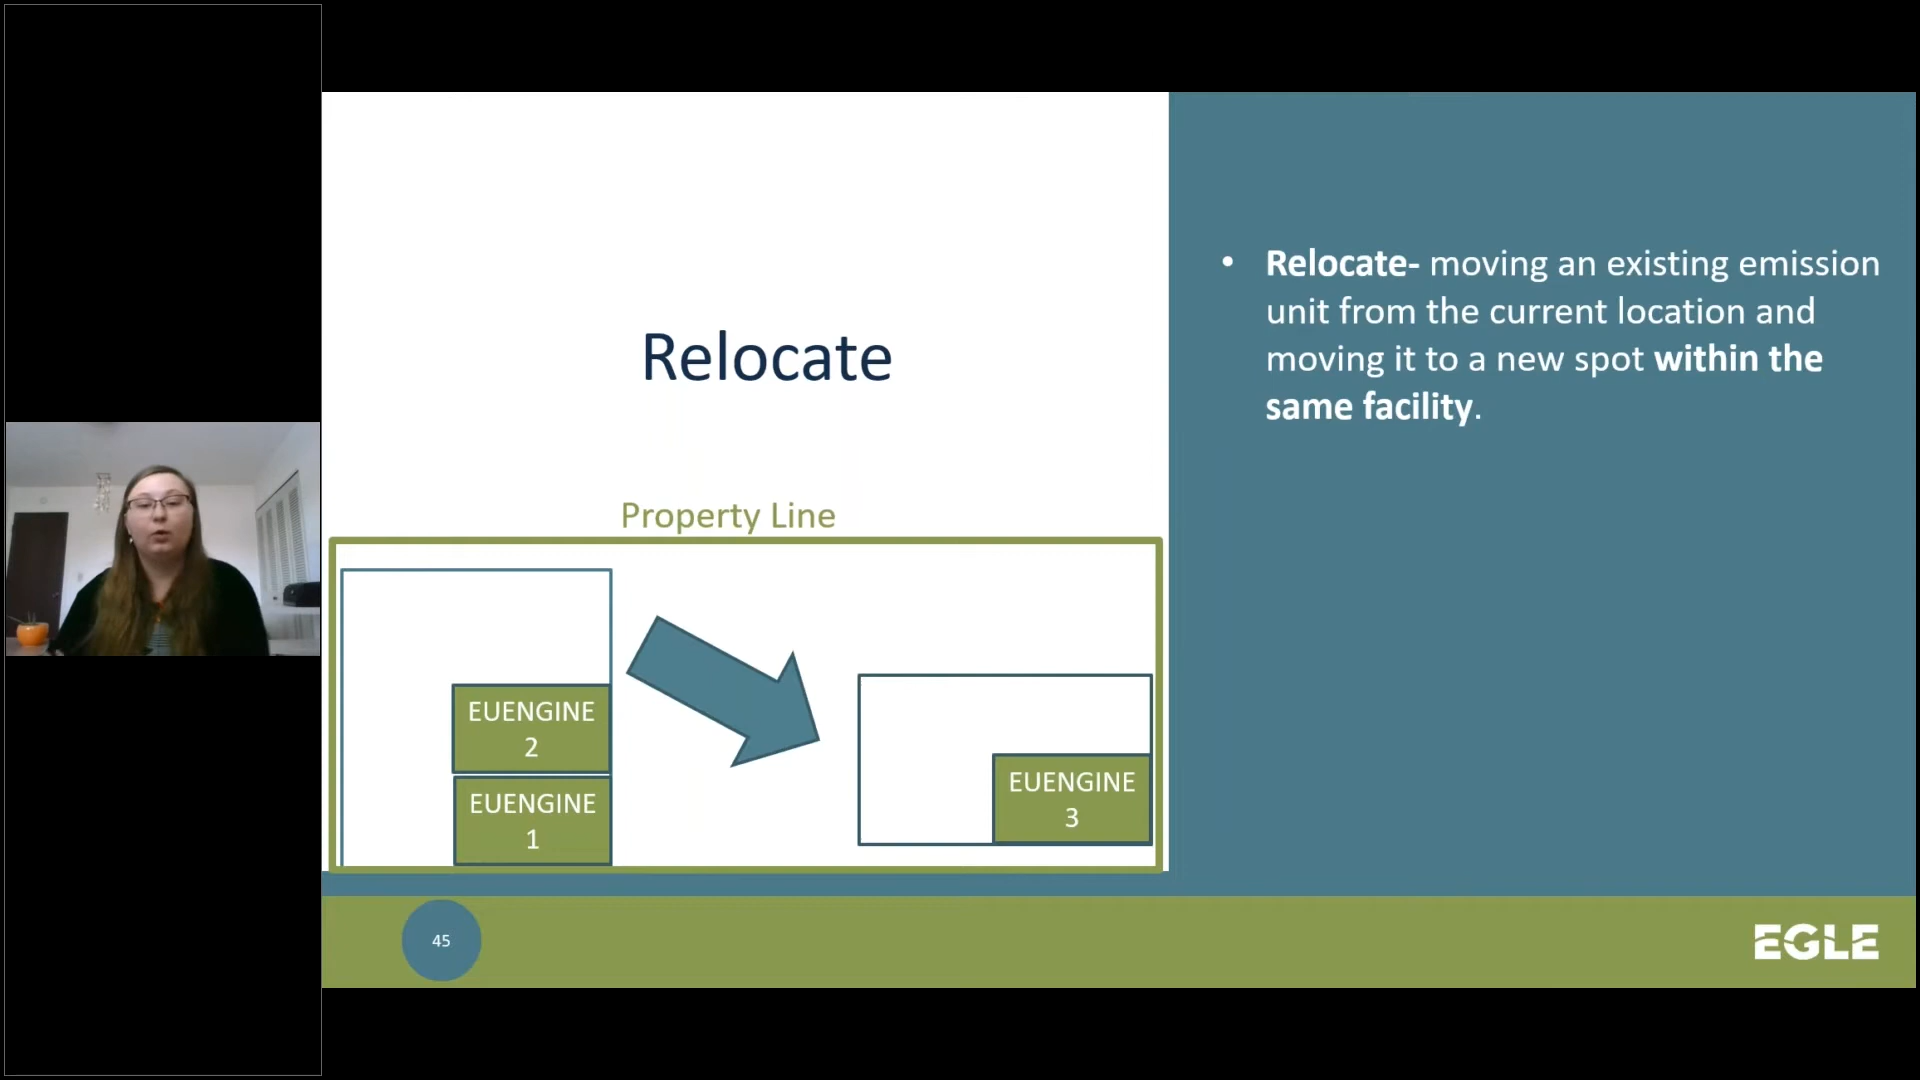 Relocate
Property Line
EUENGINE
2
EUENGINE
1
EUENGINE
3
• Relocate- moving an existing emission
unit from the current location and
moving it to a new spot within the
same facility.
45
EGLE